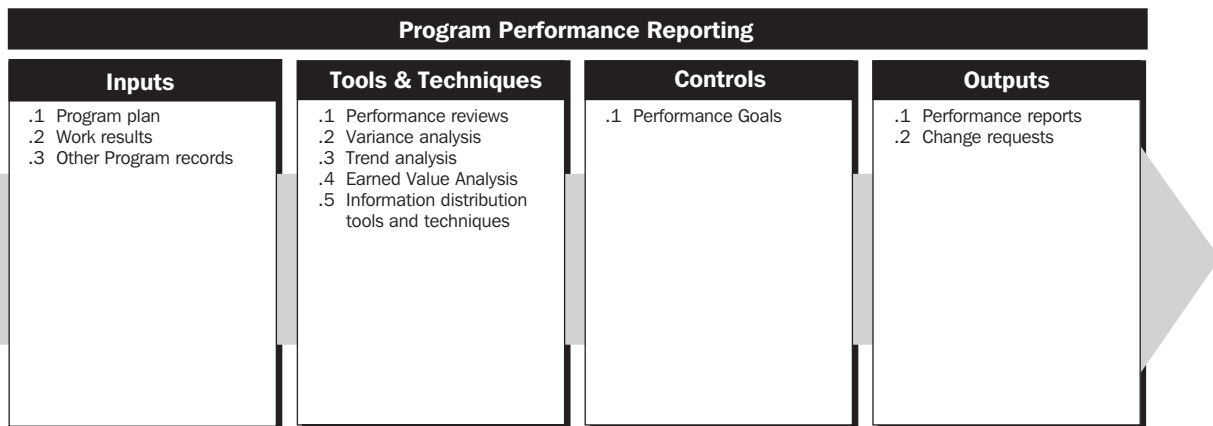 Program Performance Reporting
Inputs
.1 Program plan
.2 Work results
.3 Other Program records
Tools & Techniques
.1 Performance reviews
.2 Variance analysis
.3 Trend analysis
.4 Earned Value Analysis
.5 Information distribution
tools and techniques
Controls
.1 Performance Goals
Outputs
.1 Performance reports
.2 Change requests